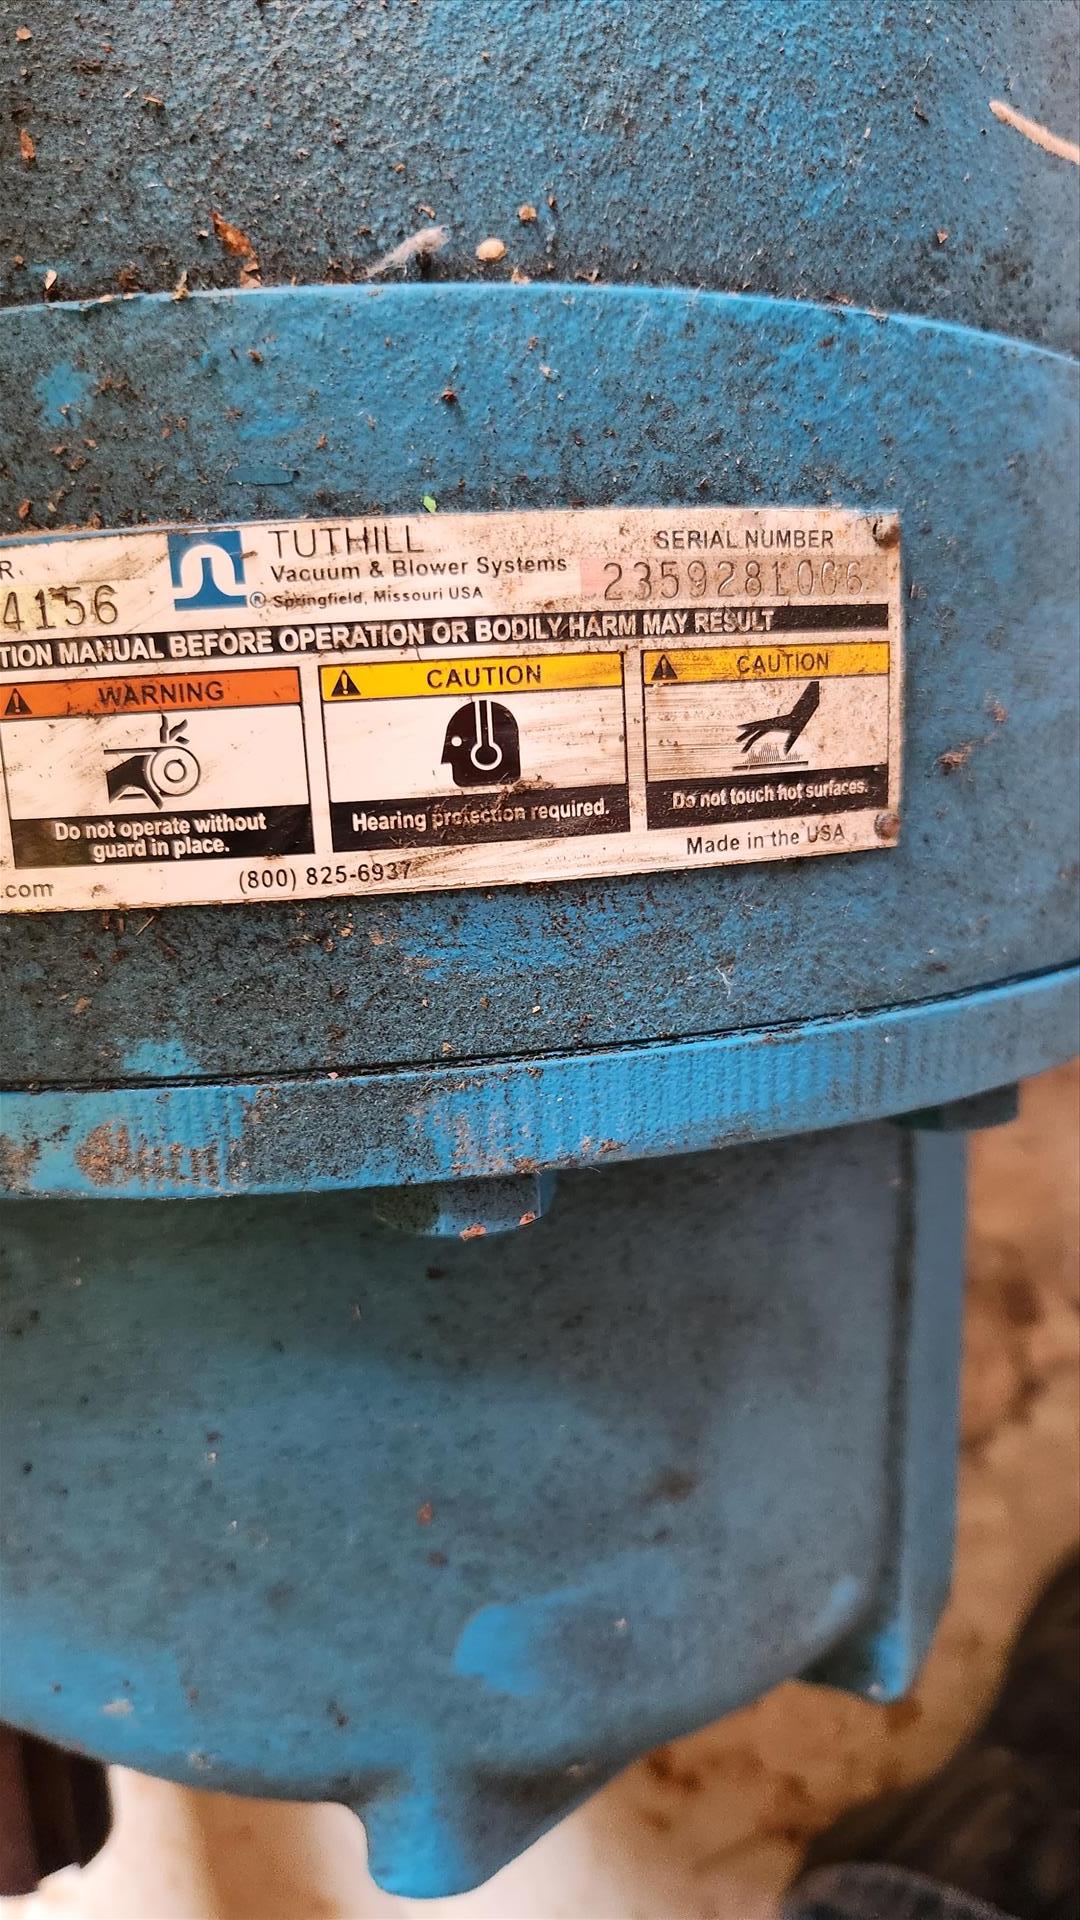 R
4156
TUTHILL
Vacuum & Blower Systems
® Springfield, Missouri USA
SERIAL NUMBER
2359281006
TION MANUAL BEFORE OPERATION OR BODILY HARM MAY RESULT
WARNING
Do not operate without
guard in place.
CAUTION
Hearing protection required.
CAUTION
Do not touch hot surfaces.
.com
(800) 825-6937
Made in the USA